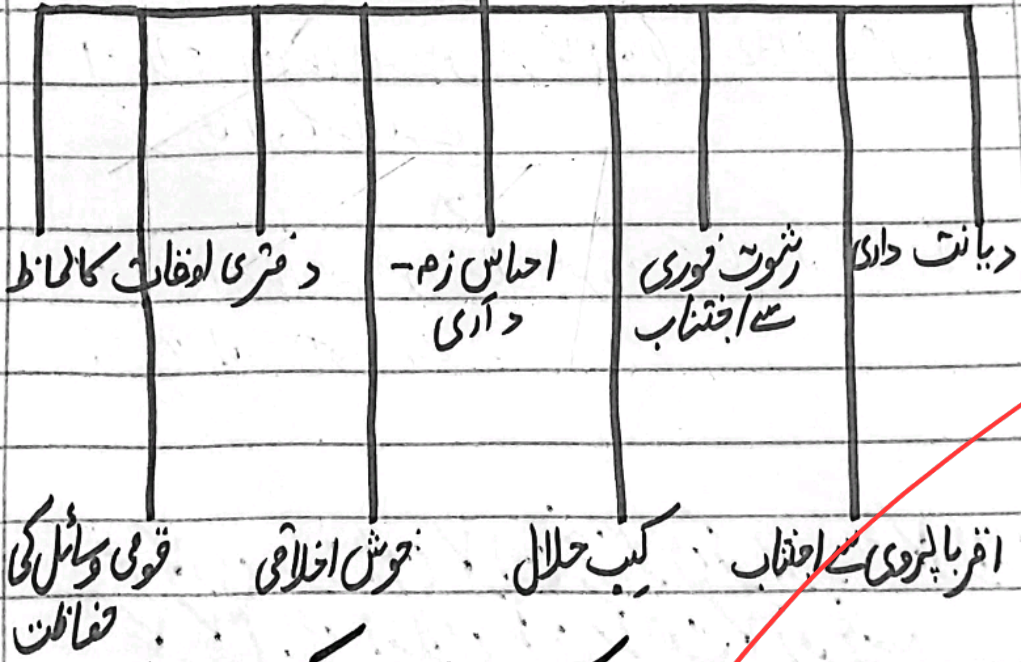 دیانت داری
رشوت خوری
سے اجتناب
احساس ذمہ-
داری
دفتری اوقات کا لحاظ
اقربا پروری سے اجتناب
کسب حلال
خوش اخلاقی
قومی وسائل کی
حفاظت